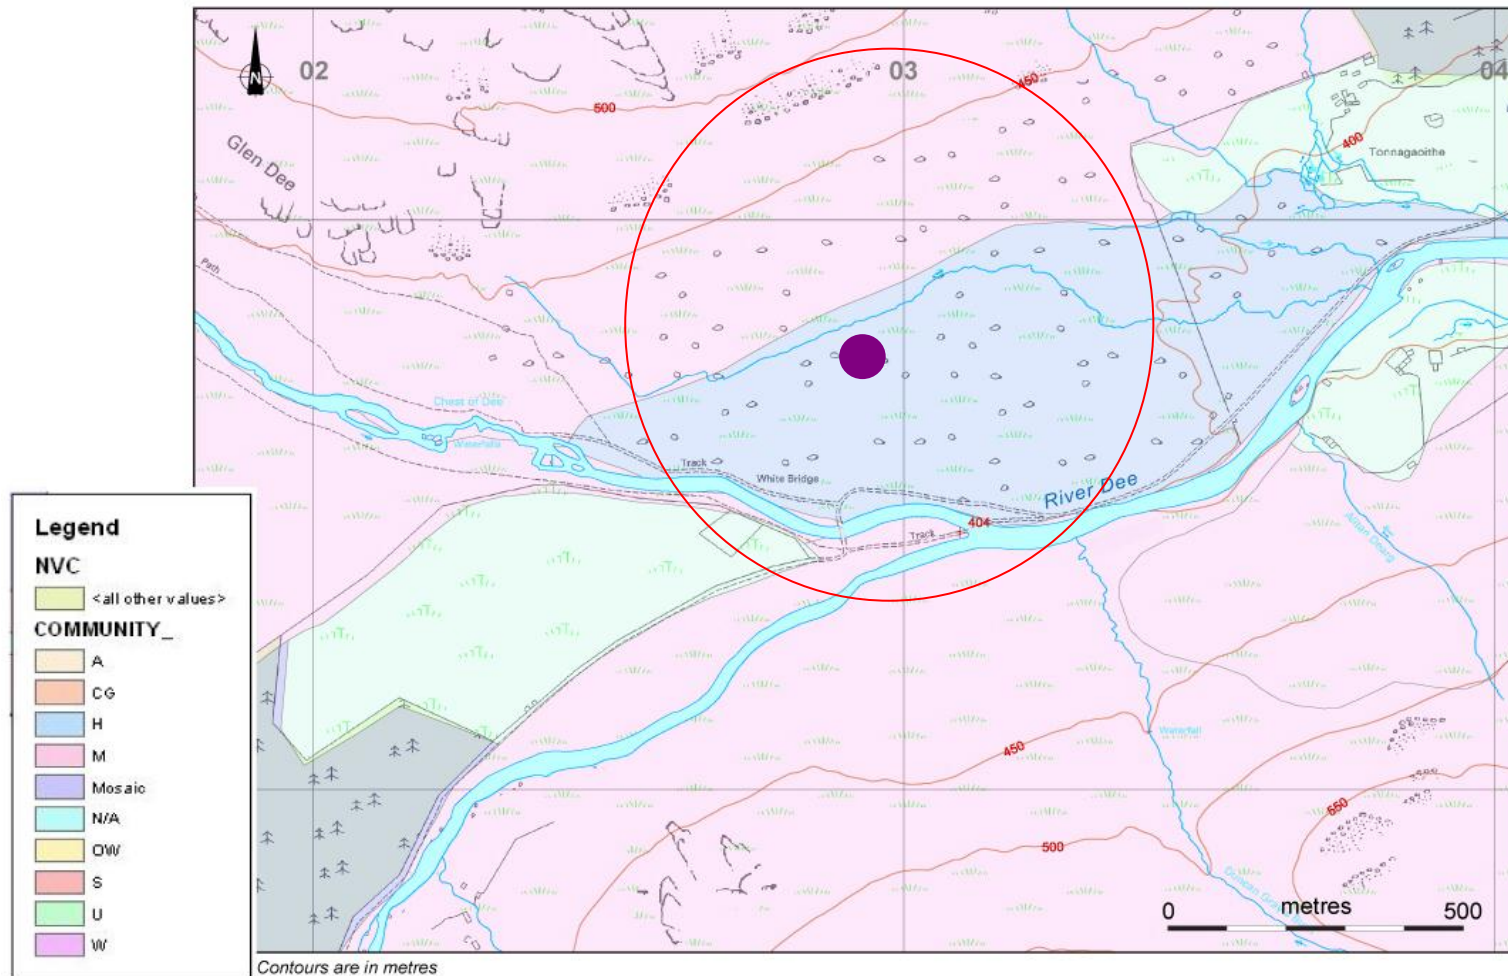 N
02
03
04
500
450
400
Glen Dee
Tonnagaoithe
Path
Chest of Dee
Waterfalls
Track
White Bridge
River Dee
404
Track
Waterfall
450
500
550
Legend
NVC
<all other values>
COMMUNITY_
A
CG
H
M
Mosaic
N/A
OW
S
U
W
0 metres 500
Contours are in metres